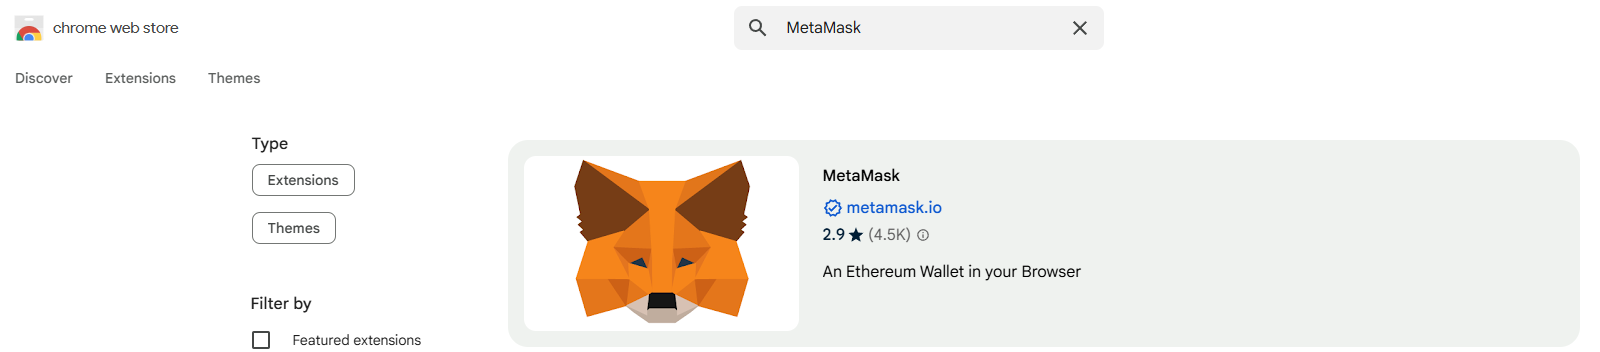 chrome web store
MetaMask
Discover Extensions Themes
Type
Extensions
Themes
Filter by
Featured extensions
MetaMask
metamask.io
2.9 ★ (4.5K)
An Ethereum Wallet in your Browser